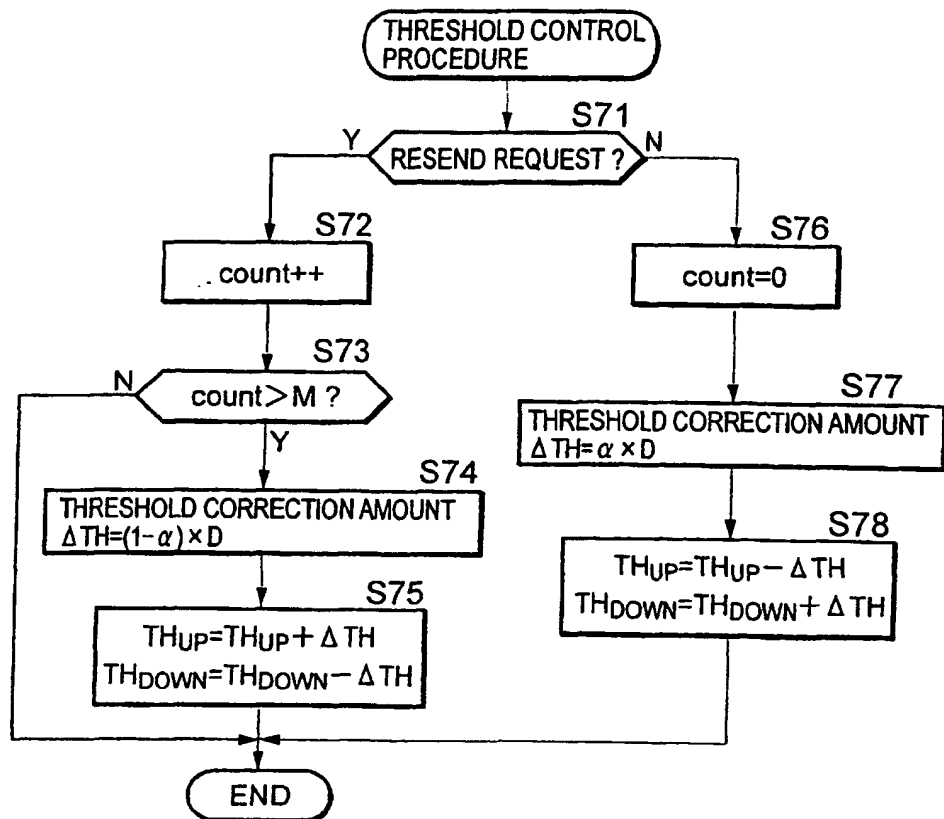 THRESHOLD CONTROL
PROCEDURE
S71
RESEND REQUEST ?
Y
N
S72
count++
S73
count>M ?
N
Y
S74
THRESHOLD CORRECTION AMOUNT
ΔTH=(1-α)×D
S75
THUP=THUP+ΔTH
THDOWN=THDOWN-ΔTH
S76
count=0
S77
THRESHOLD CORRECTION AMOUNT
ΔTH=α×D
S78
THUP=THUP-ΔTH
THDOWN=THDOWN+ΔTH
END